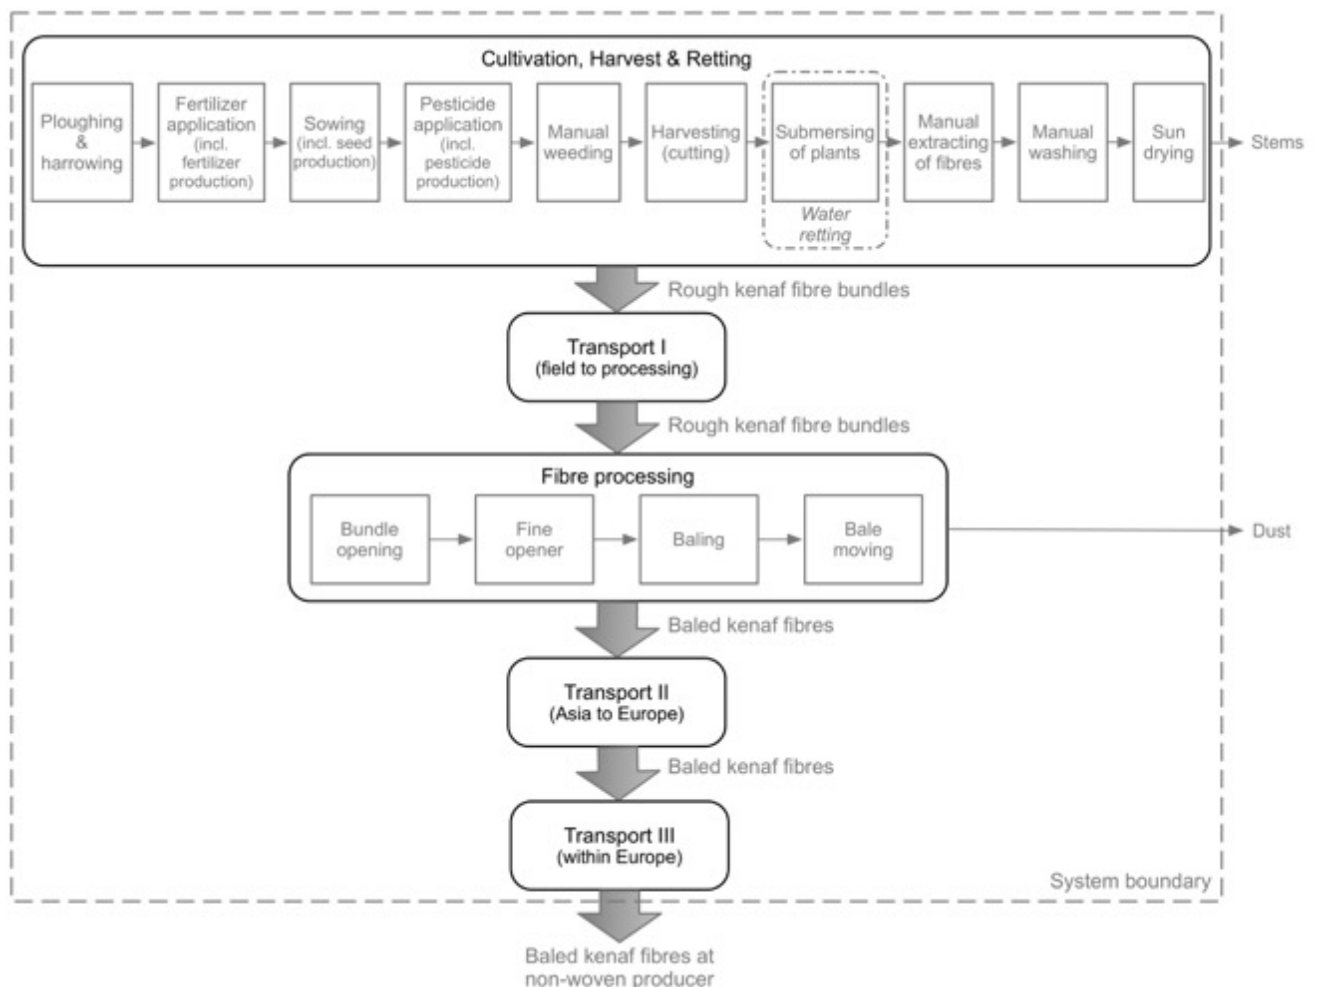 Cultivation, Harvest & Retting
Ploughing
&
harrowing
Fertilizer
application
(incl.
fertilizer
production)
Sowing
(incl. seed
production)
Pesticide
application
(incl.
pesticide
production)
Manual
weeding
Harvesting
(cutting)
Submersing
of plants
Water
retting
Manual
extracting
of fibres
Manual
washing
Sun
drying
Stems
Rough kenaf fibre bundles
Transport I
(field to processing)
Rough kenaf fibre bundles
Fibre processing
Bundle
opening
Fine
opener
Baling
Bale
moving
Dust
Baled kenaf fibres
Transport II
(Asia to Europe)
Baled kenaf fibres
Transport III
(within Europe)
System boundary
Baled kenaf fibres at
non-woven producer